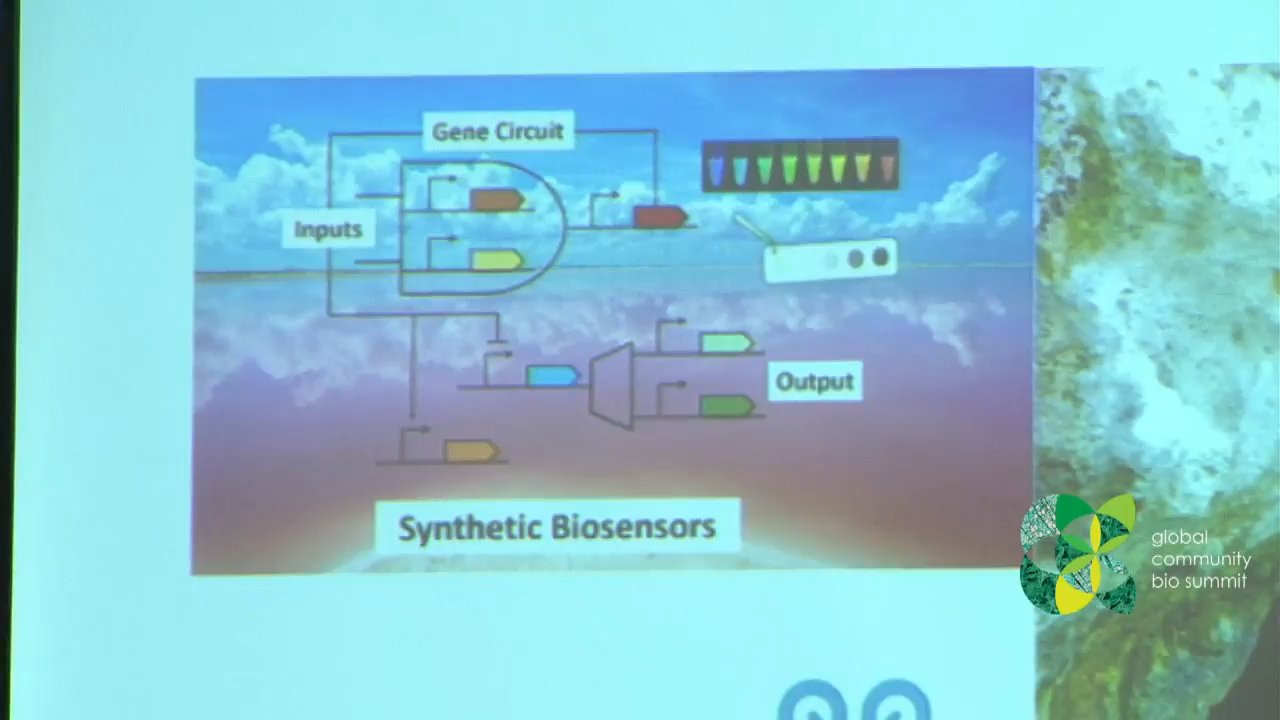 Gene Circuit
Inputs
Output
Synthetic Biosensors
global
community
bio summit